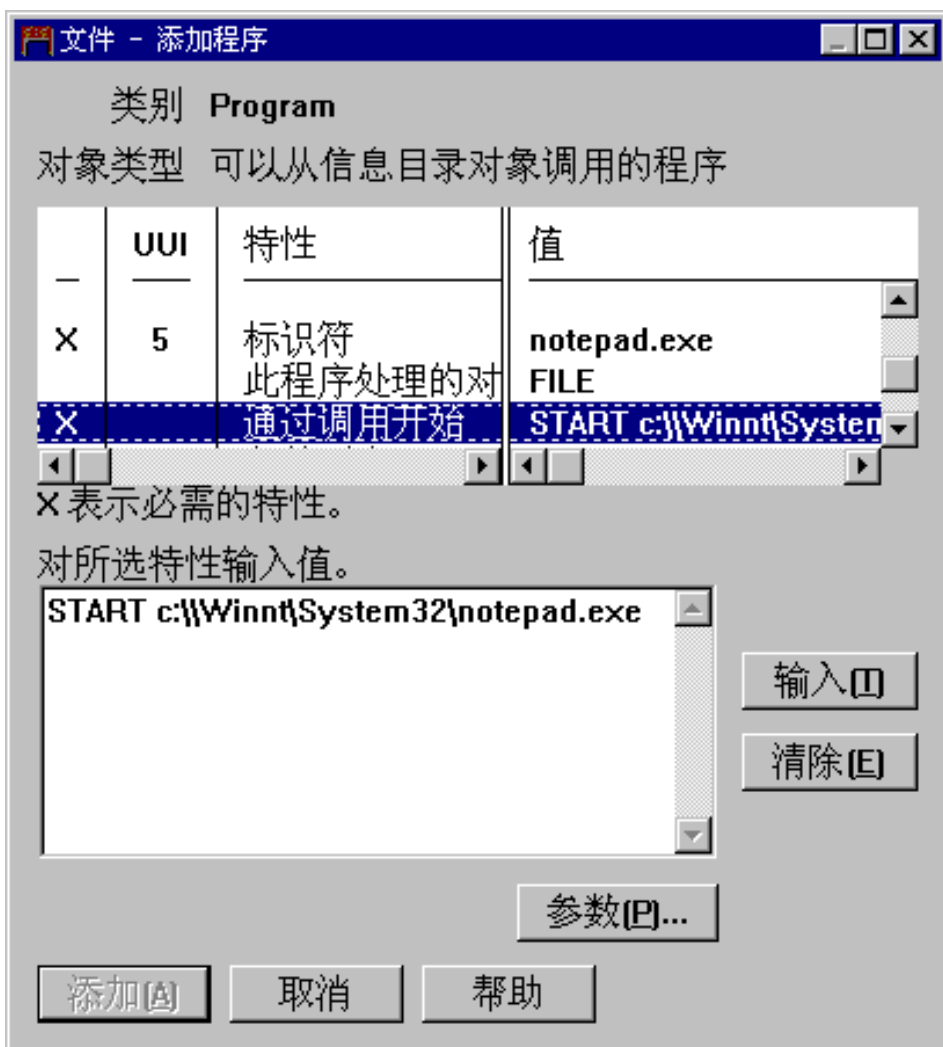 文件 - 添加程序
类别 Program
对象类型 可以从信息目录对象调用的程序
UUI 特性 值
X 5 标识符 notepad.exe
此程序处理的对 FILE
X 通过调用开始 START c:\\Winnt\System
X 表示必需的特性。
对所选特性输入值。
START c:\\Winnt\System32\notepad.exe
输入(T)
清除(E)
参数(P)...
添加(A) 取消 帮助